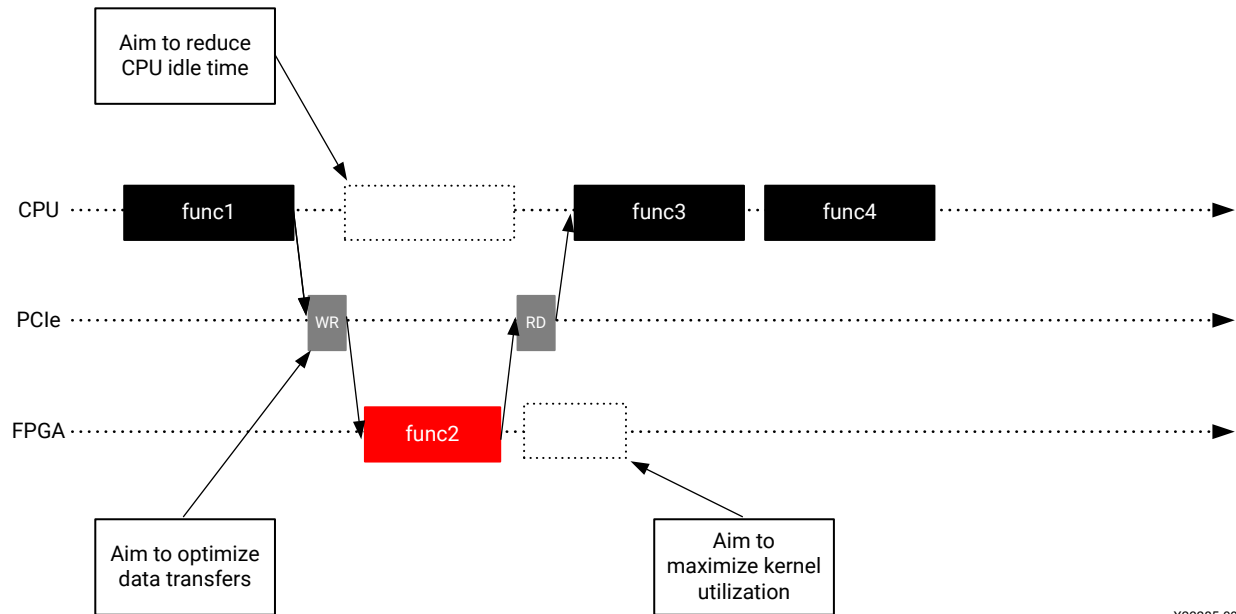 Aim to reduce
CPU idle time
CPU
func1
func3
func4
PCIe
WR
RD
FPGA
func2
Aim to optimize
data transfers
Aim to
maximize kernel
utilization